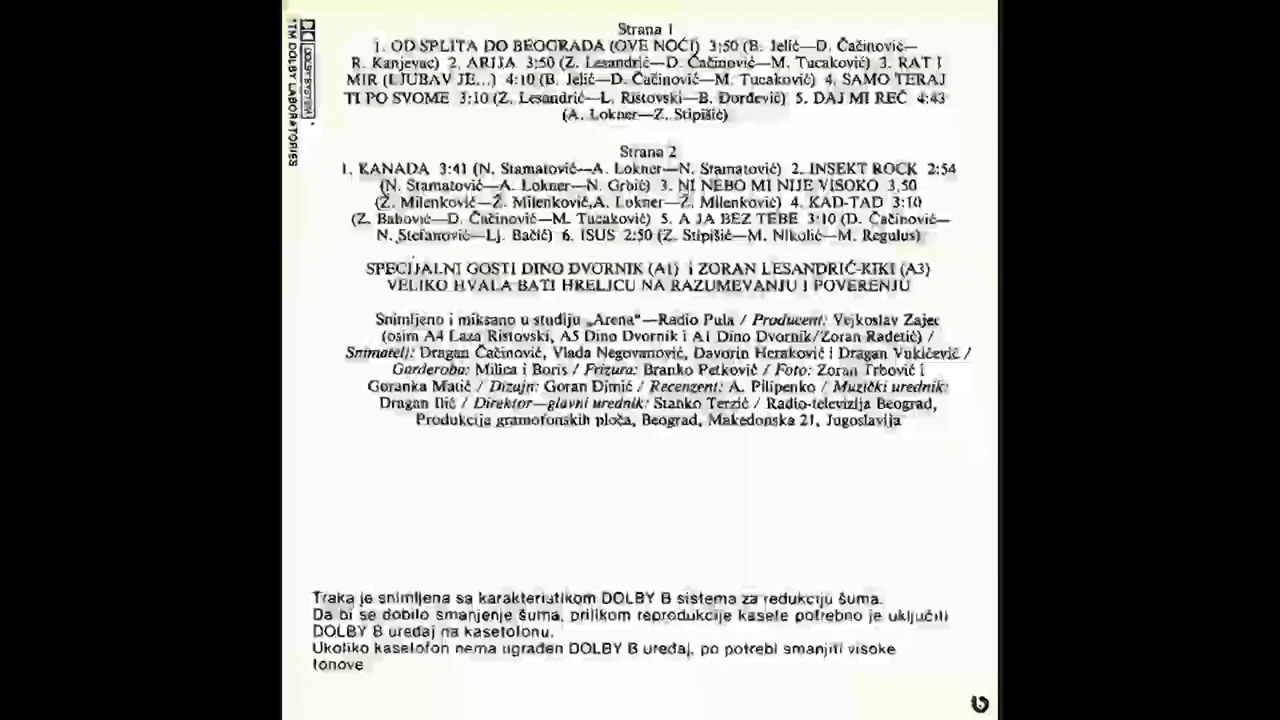 "TM DOLBY LABORATORIES"
DOLBY SYSTEM
Strana 1
1. OD SPLITA DO BEOGRADA (OVE NOĆI) 3:50 (B. Jelić—D. Čačinović—
R. Kanjevac) 2. ARIJA 3:50 (Z. Lesandrić—D. Čačinović—M. Tucaković) 3. RAT I
MIR (LJUBAV JE...) 4:10 (B. Jelić—D. Čačinović—M. Tucaković) 4. SAMO TERAJ
TI PO SVOME 3:10 (Z. Lesandrić—L. Ristovski—B. Đorđević) 5. DAJ MI REČ 4:43
(A. Lokner—Z. Stipišić)
Strana 2
1. KANADA 3:41 (N. Stamatović—A. Lokner—N. Stamatović) 2. INSEKT ROCK 2:54
(N. Stamatović—A. Lokner—N. Grbić) 3. NI NEBO MI NIJE VISOKO 3,50
(Ž. Milenković—Ž. Milenković,A. Lokner—Ž. Milenković) 4. KAD-TAD 3:10
(Z. Babović—D. Čačinović—M. Tucaković) 5. A JA BEZ TEBE 3:10 (D. Čačinović—
N. Stefanović—Lj. Bačić) 6. ISUS 2:50 (Z. Stipišić—M. Nikolić—M. Regulus)
SPECIJALNI GOSTI DINO DVORNIK (A1) i ZORAN LESANDRIĆ-KIKI (A3)
VELIKO HVALA BATI HRELJCU NA RAZUMEVANJU I POVERENJU
Snimljeno i miksano u studiju „Arena"—Radio Pula / Producent: Vejkoslav Zajec
(osim A4 Laza Ristovski, A5 Dino Dvornik i A1 Dino Dvornik/Zoran Radetić) /
Snimatelj: Dragan Čačinović, Vlada Negovanović, Davorin Heraković i Dragan Vukićević /
Garderoba: Milica i Boris / Frizura: Branko Petković / Foto: Zoran Trbović i
Goranka Matić / Dizajn: Goran Dimić / Recenzent: A. Pilipenko / Muzički urednik:
Dragan Ilić / Direktor—glavni urednik: Stanko Terzić / Radio-televizija Beograd,
Produkcija gramofonskih ploča, Beograd, Makedonska 21, Jugoslavija
Traka je snimljena sa karakteristikom DOLBY B sistema za redukciju šuma.
Da bi se dobilo smanjenje šuma, prilikom reprodukcije kasete potrebno je uključiti
DOLBY B uređaj na kasetofonu.
Ukoliko kasetofon nema ugrađen DOLBY B uređaj, po potrebi smanjiti visoke
tonove